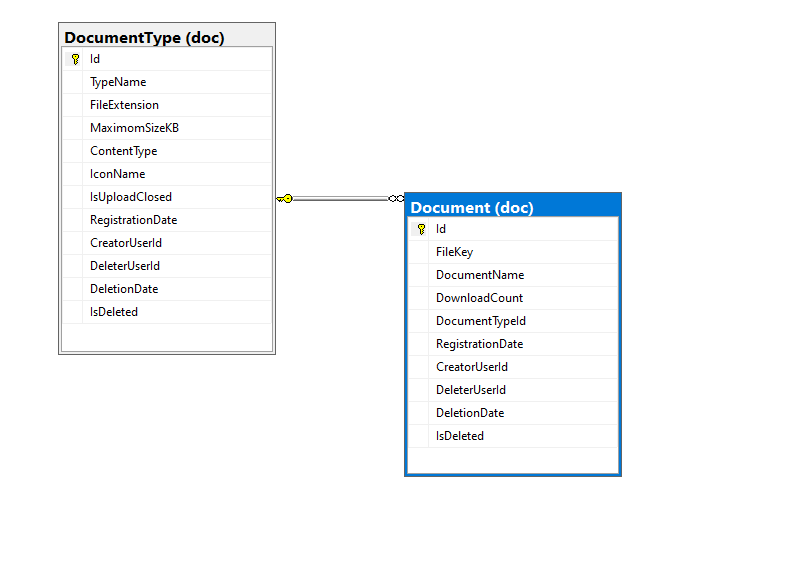 DocumentType (doc)
Id
TypeName
FileExtension
MaximomSizeKB
ContentType
IconName
IsUploadClosed
RegistrationDate
CreatorUserId
DeleterUserId
DeletionDate
IsDeleted
Document (doc)
Id
FileKey
DocumentName
DownloadCount
DocumentTypeId
RegistrationDate
CreatorUserId
DeleterUserId
DeletionDate
IsDeleted